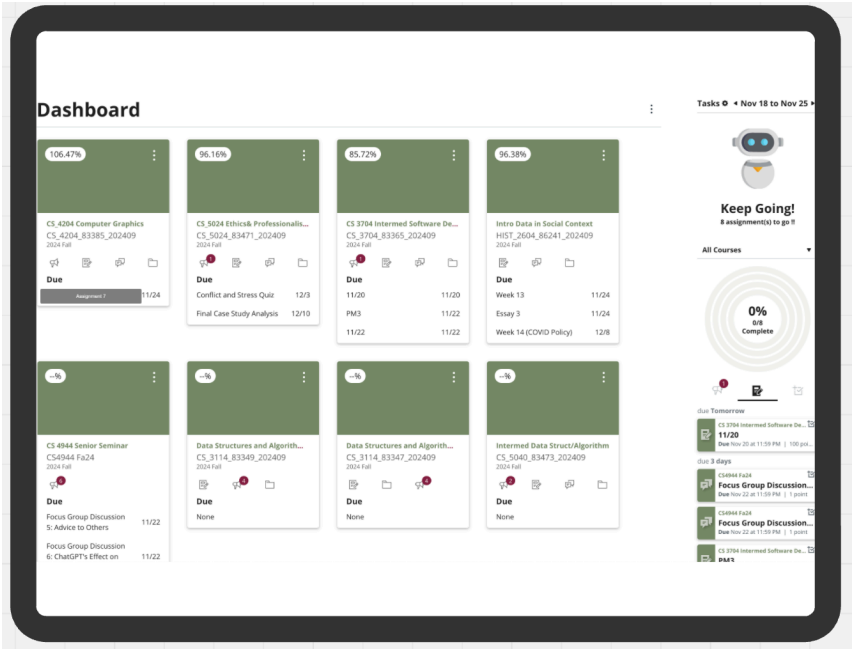 Dashboard
106.47%
CS_4204 Computer Graphics
CS_4204_83385_202409
2024 Fall
Due
Assignment 7
11/24
96.16%
CS_5024 Ethics& Professionalis...
CS_5024_83471_202409
2024 Fall
1
Due
Conflict and Stress Quiz 12/3
Final Case Study Analysis 12/10
85.72%
CS 3704 Intermed Software De...
CS_3704_83365_202409
2024 Fall
1
Due
11/20 11/20
PM3 11/22
11/22 11/22
96.38%
Intro Data in Social Context
HIST_2604_86241_202409
2024 Fall
Due
Week 13 11/24
Essay 3 11/24
Week 14 (COVID Policy) 12/8
--%
CS 4944 Senior Seminar
CS4944 Fa24
2024 Fall
6
Due
Focus Group Discussion
5: Advice to Others 11/22
Focus Group Discussion
6: ChatGPT's Effect on 11/22
--%
Data Structures and Algorith...
CS_3114_83349_202409
2024 Fall
4
Due
None
--%
Data Structures and Algorith...
CS_3114_83347_202409
2024 Fall
4
Due
None
--%
Intermed Data Struct/Algorithm
CS_5040_83473_202409
2024 Fall
2
Due
None
Tasks Nov 18 to Nov 25
Keep Going!
8 assignment(s) to go !!
All Courses
0%
0/8
Complete
1
due Tomorrow
CS 3704 Intermed Software De...
11/20
Due Nov 20 at 11:59 PM | 100 poi...
due 3 days
CS4944 Fa24
Focus Group Discussion...
Due Nov 22 at 11:59 PM | 1 point
CS4944 Fa24
Focus Group Discussion...
Due Nov 22 at 11:59 PM | 1 point
CS 3704 Intermed Software De...
PM3